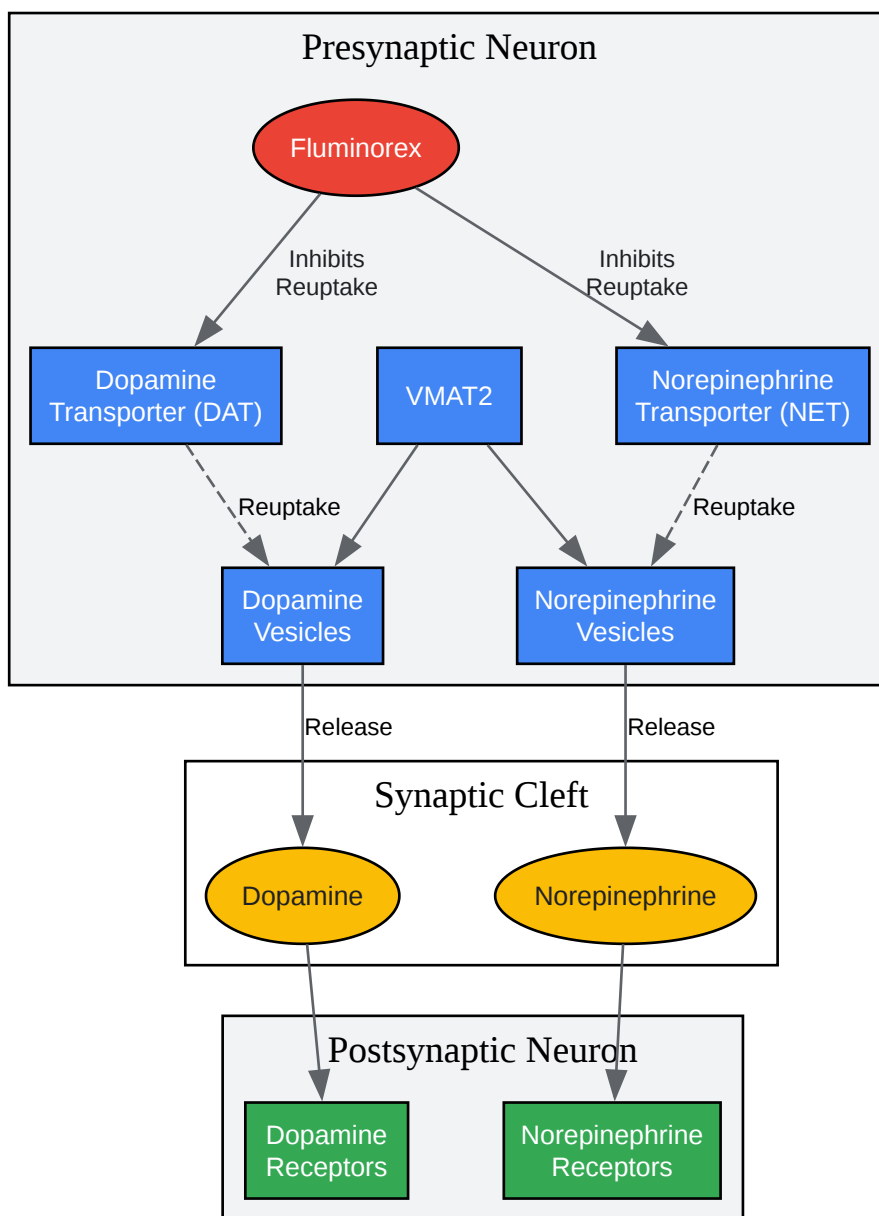 Presynaptic Neuron
Fluminorex
Inhibits
Reuptake
Inhibits
Reuptake
Dopamine
Transporter (DAT)
VMAT2
Norepinephrine
Transporter (NET)
Reuptake
Reuptake
Dopamine
Vesicles
Norepinephrine
Vesicles
Release
Release
Synaptic Cleft
Dopamine
Norepinephrine
Postsynaptic Neuron
Dopamine
Receptors
Norepinephrine
Receptors